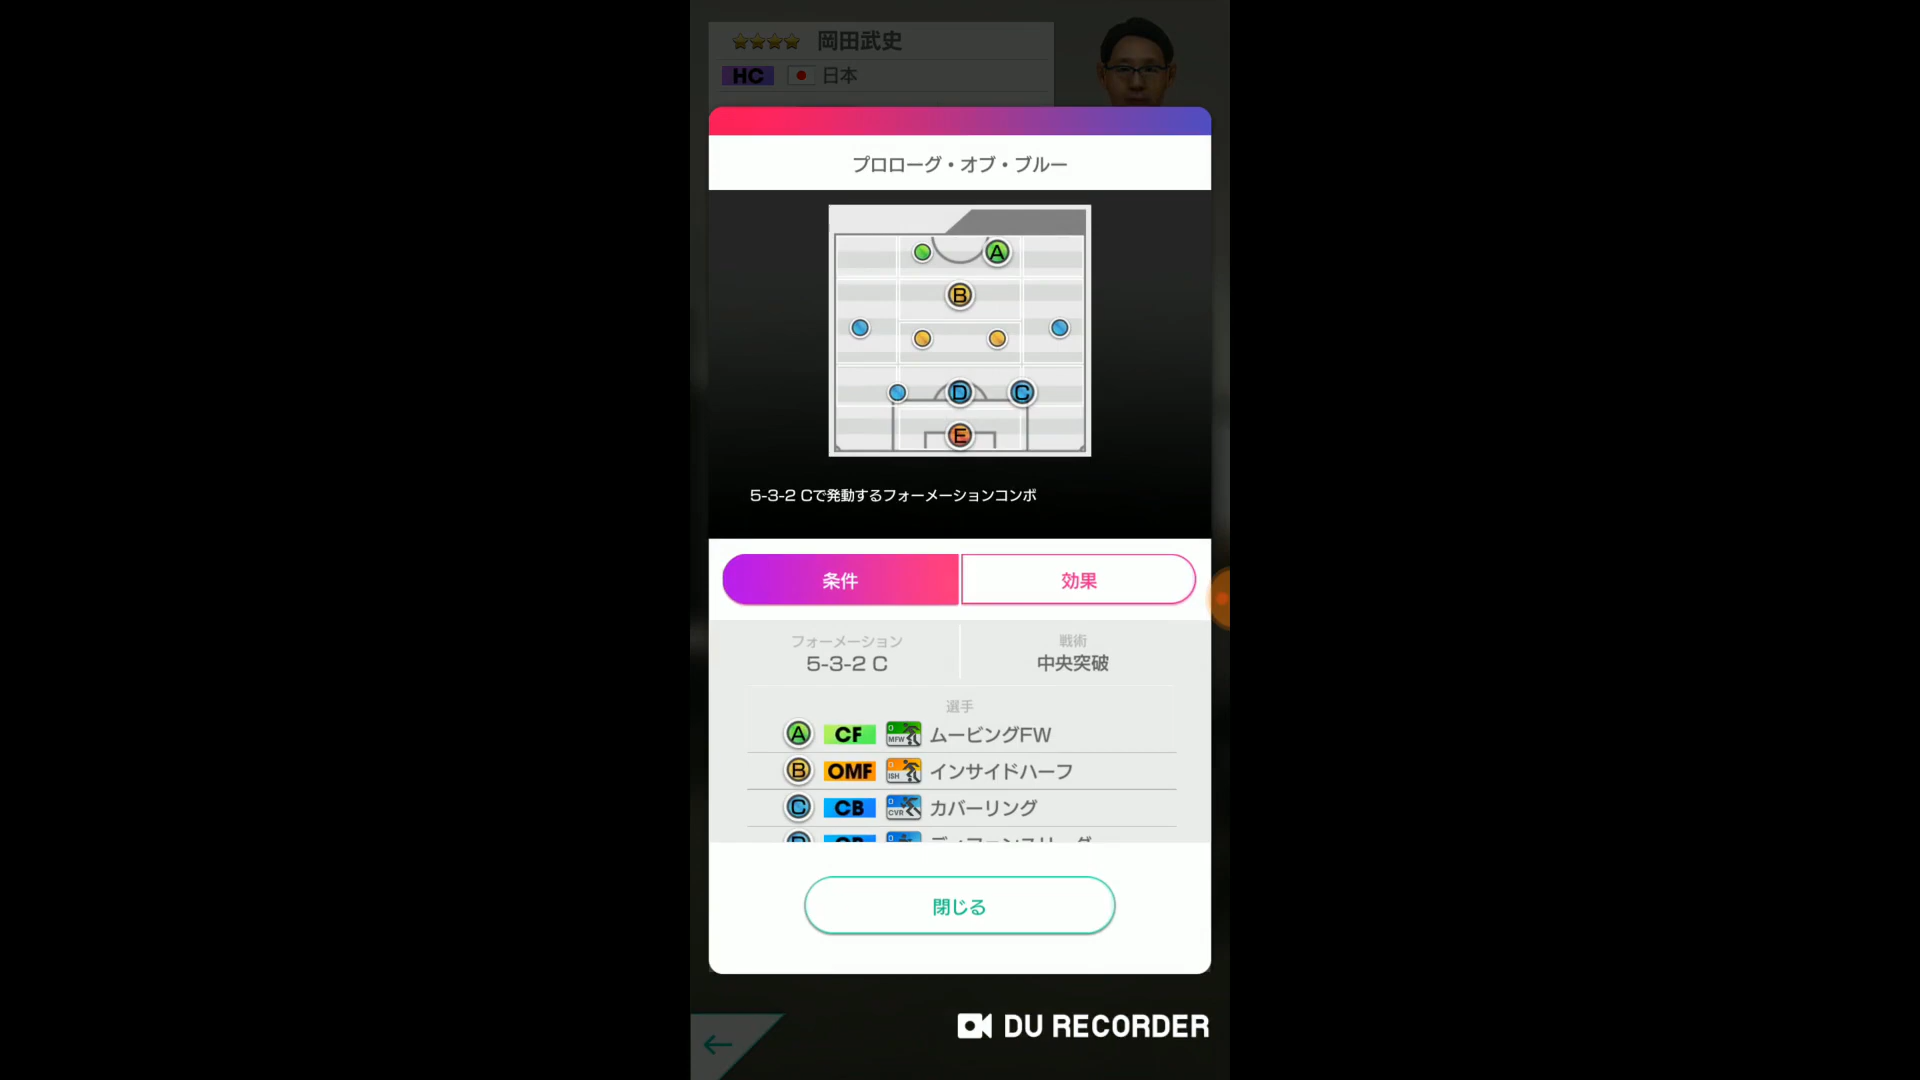 岡田武史
HC 日本
プロローグ・オブ・ブルー
A
B
D C
E
5-3-2 Cで発動するフォーメーションコンボ
条件 効果
フォーメーション 戦術
5-3-2 C 中央突破
選手
A CF MFW ムービングFW
B OMF ISH インサイドハーフ
C CB CVR カバーリング
閉じる
DU RECORDER